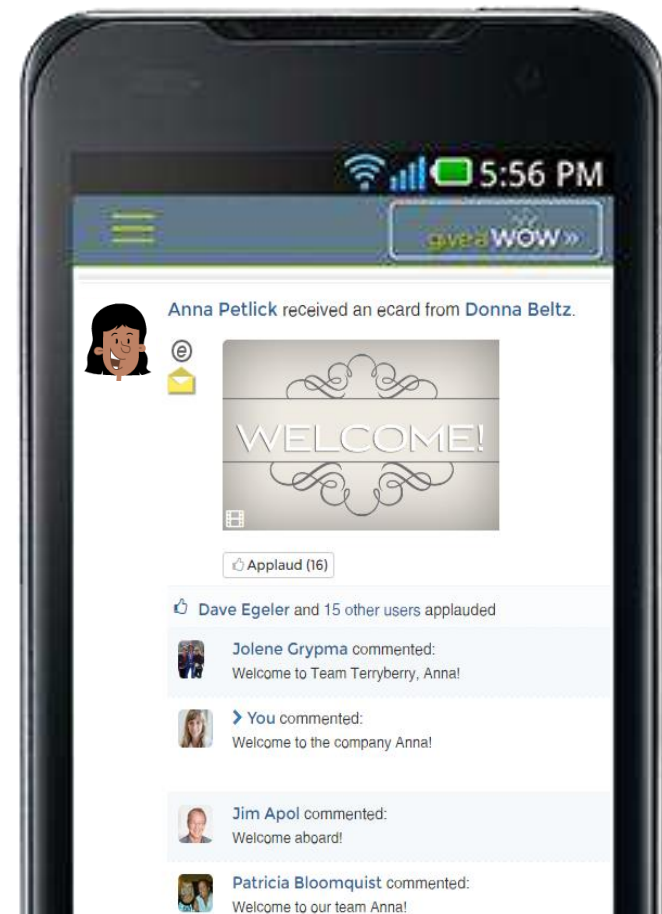 5:56 PM
give a WOW »
Anna Petlick received an ecard from Donna Beltz.
e
WELCOME!
Applaud (16)
Dave Egeler and 15 other users applauded
Jolene Grypma commented:
Welcome to Team Terryberry, Anna!
You commented:
Welcome to the company Anna!
Jim Apol commented:
Welcome aboard!
Patricia Bloomquist commented:
Welcome to our team Anna!